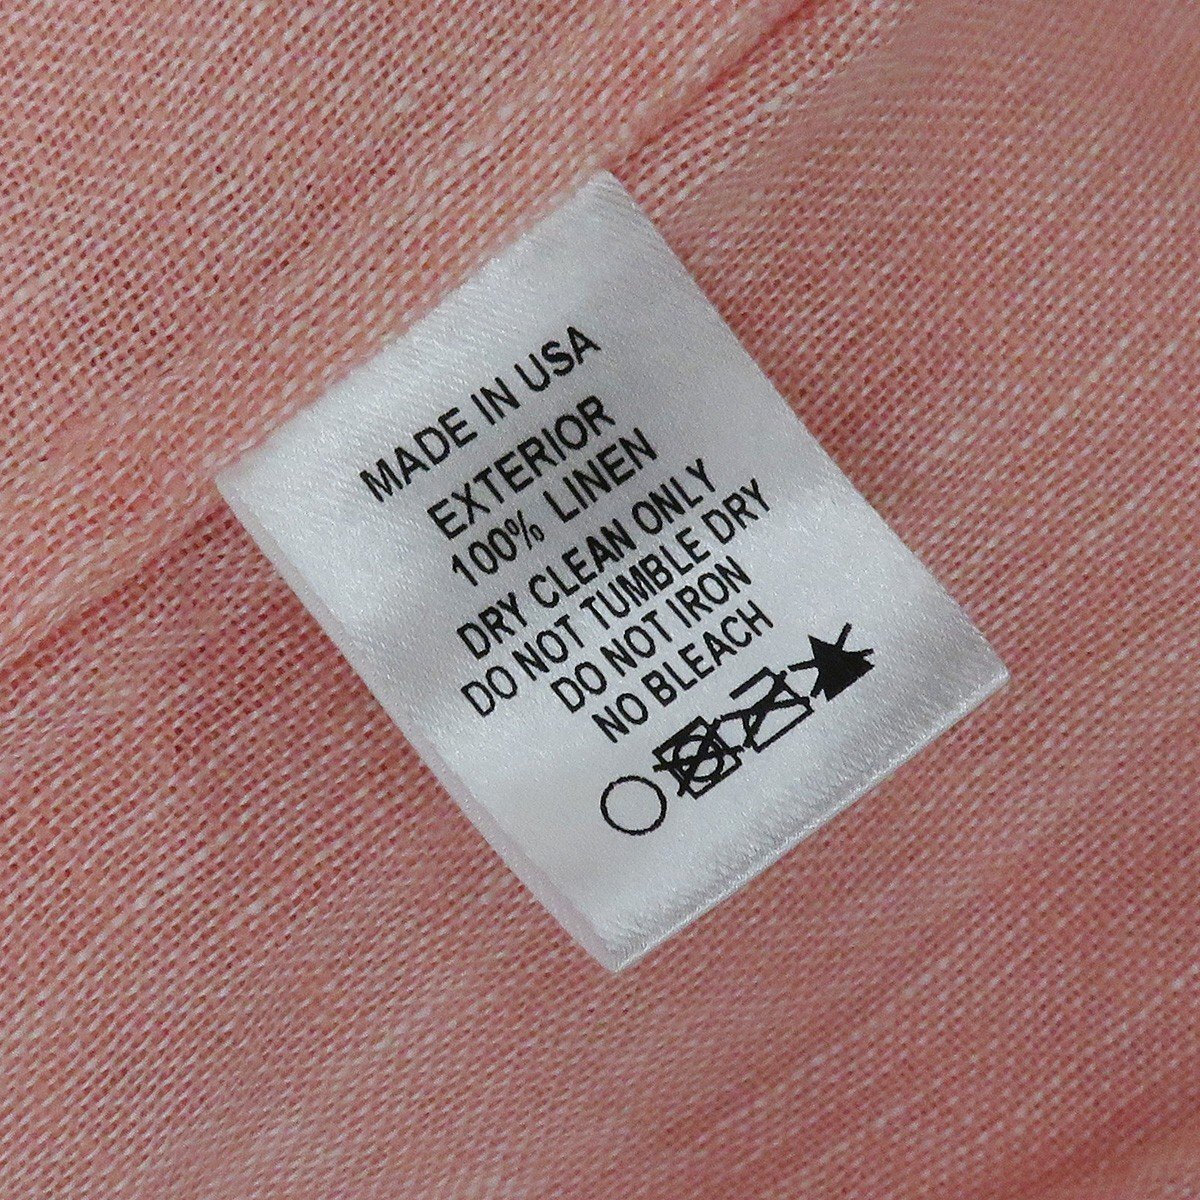 MADE IN USA
EXTERIOR
100% LINEN
DRY CLEAN ONLY
DO NOT TUMBLE DRY
DO NOT IRON
NO BLEACH